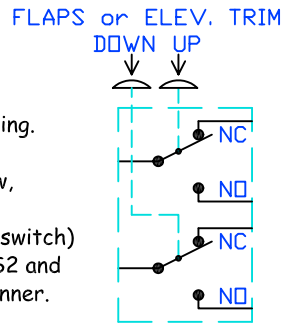 FLAPS or ELEV. TRIM
DOWN UP
ing.
w,
switch)
S2 and
nner.
NC
NO
NC
NO